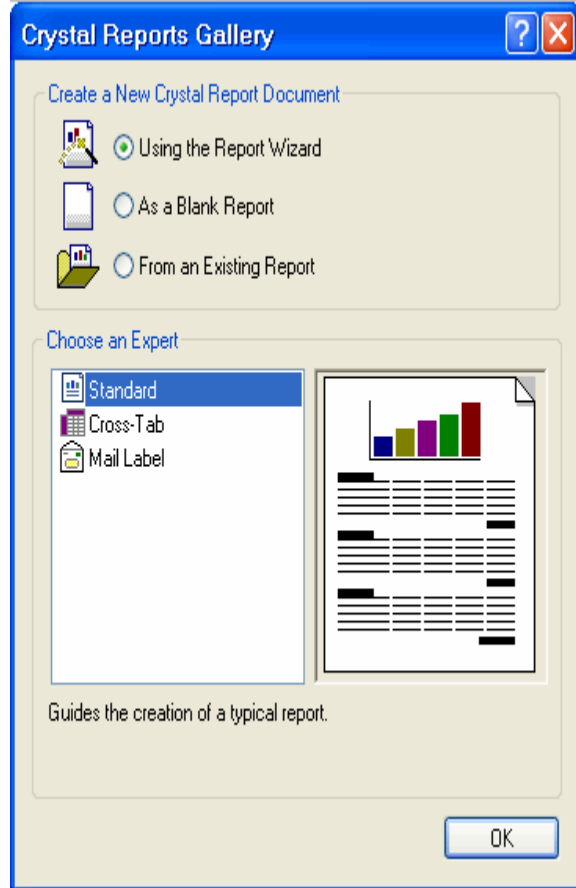 Crystal Reports Gallery
Create a New Crystal Report Document
Using the Report Wizard
As a Blank Report
From an Existing Report
Choose an Expert
Standard
Cross-Tab
Mail Label
Guides the creation of a typical report.
OK